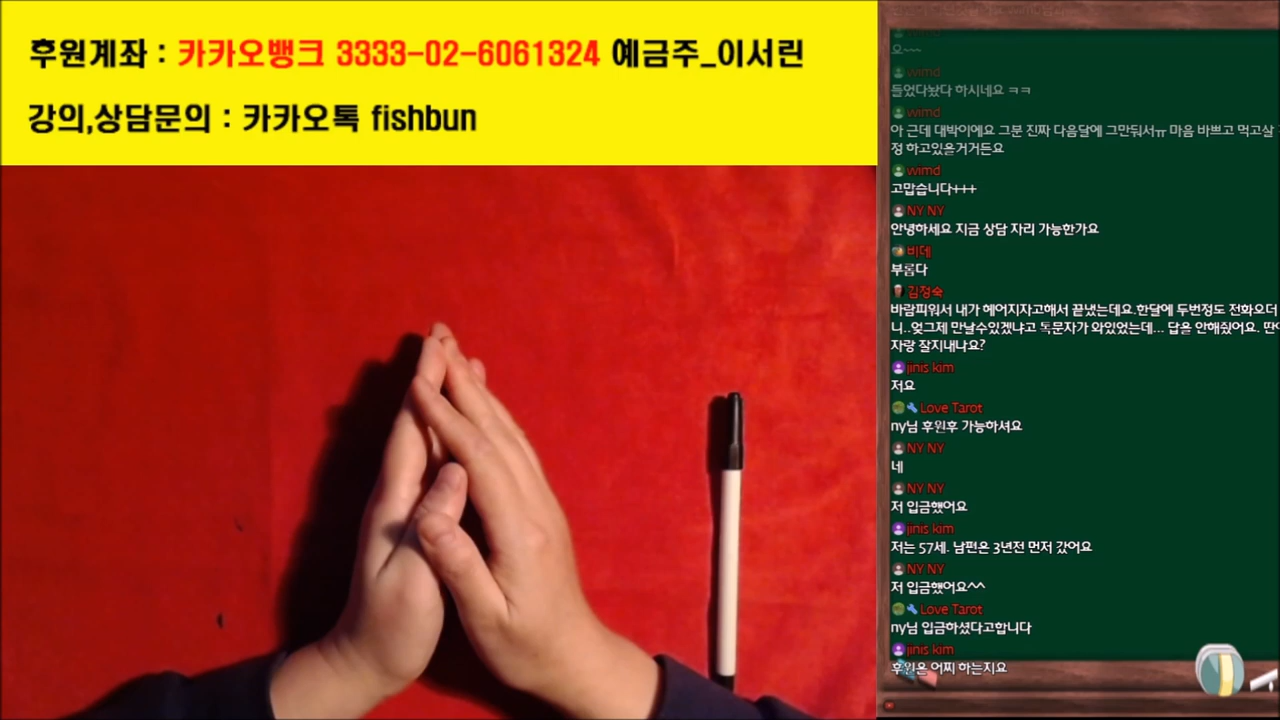 후원계좌 : 카카오뱅크 3333-02-6061324 예금주_이서린
강의,상담문의 : 카카오톡 fishbun
요~~~
wimd
들었다놨다 하시네요 ㅋㅋ
wimd
아 근데 대박이에요 그분 진짜 다음달에 그만둬서ㅠ 마음 바쁘고 먹고살
정 하고있을거거든요
wimd
고맙습니다+++
NY NY
안녕하세요 지금 상담 자리 가능한가요
비데
부롭다
김정숙
바람피워서 내가 헤어지자고해서 끝냈는데요.한달에 두번정도 전화오더
니..엊그제 만날수있겠냐고 톡문자가 와있었는데... 답을 안해줬어요.
자랑 잘지내나요?
jinis kim
저요
Love Tarot
ny님 후원후 가능하셔요
NY NY
네
NY NY
저 입금했어요
jinis kim
저는 57세. 남편은 3년전 먼저 갔어요
NY NY
저 입금했어요^^
Love Tarot
ny님 입금하셨다고합니다
jinis kim
후원은 어찌 하는지요